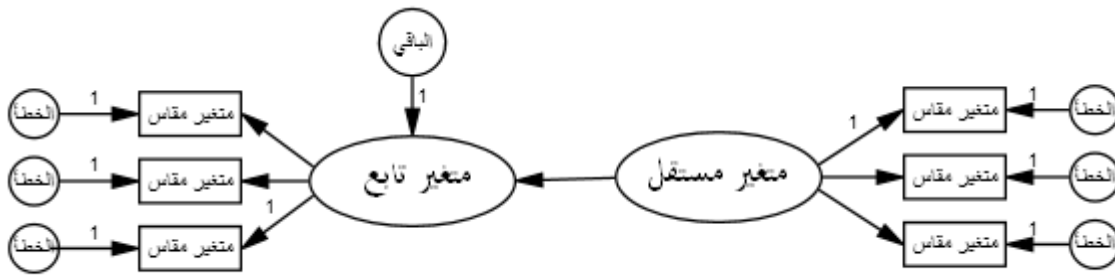 الباقي
1
1
الخطأ
متغير مقاس
1
الخطأ
متغير مقاس
1
الخطأ
متغير مقاس
1
متغير مستقل
متغير تابع
1
متغير مقاس
1
الخطأ
1
متغير مقاس
1
الخطأ
متغير مقاس
1
الخطأ